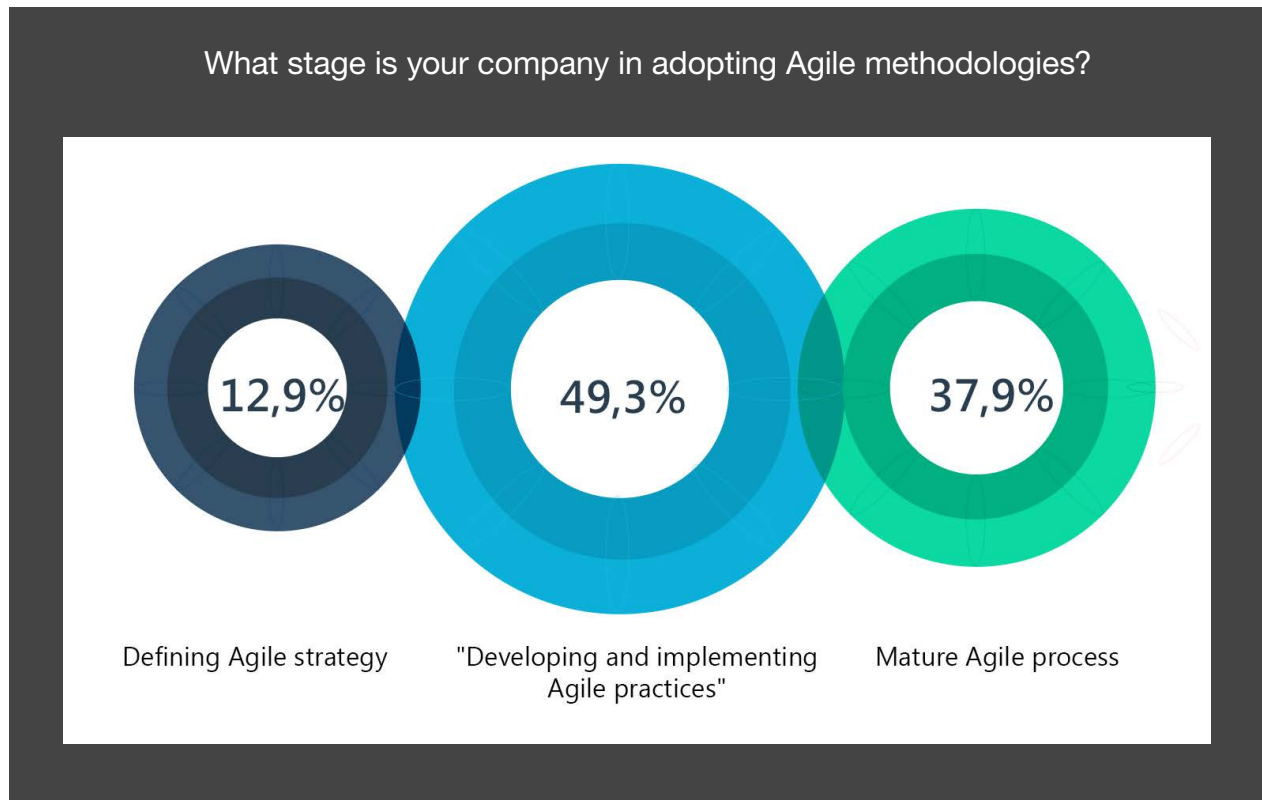 What stage is your company in adopting Agile methodologies?
12,9%
49,3%
37,9%
Defining Agile strategy
"Developing and implementing
Agile practices"
Mature Agile process